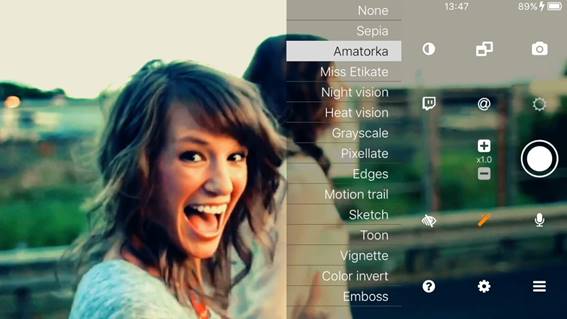 None
Sepia
Amatorka
Miss Etikate
Night vision
Heat vision
Grayscale
Pixellate
Edges
Motion trail
Sketch
Toon
Vignette
Color invert
Emboss
13:47
89%
x1.0